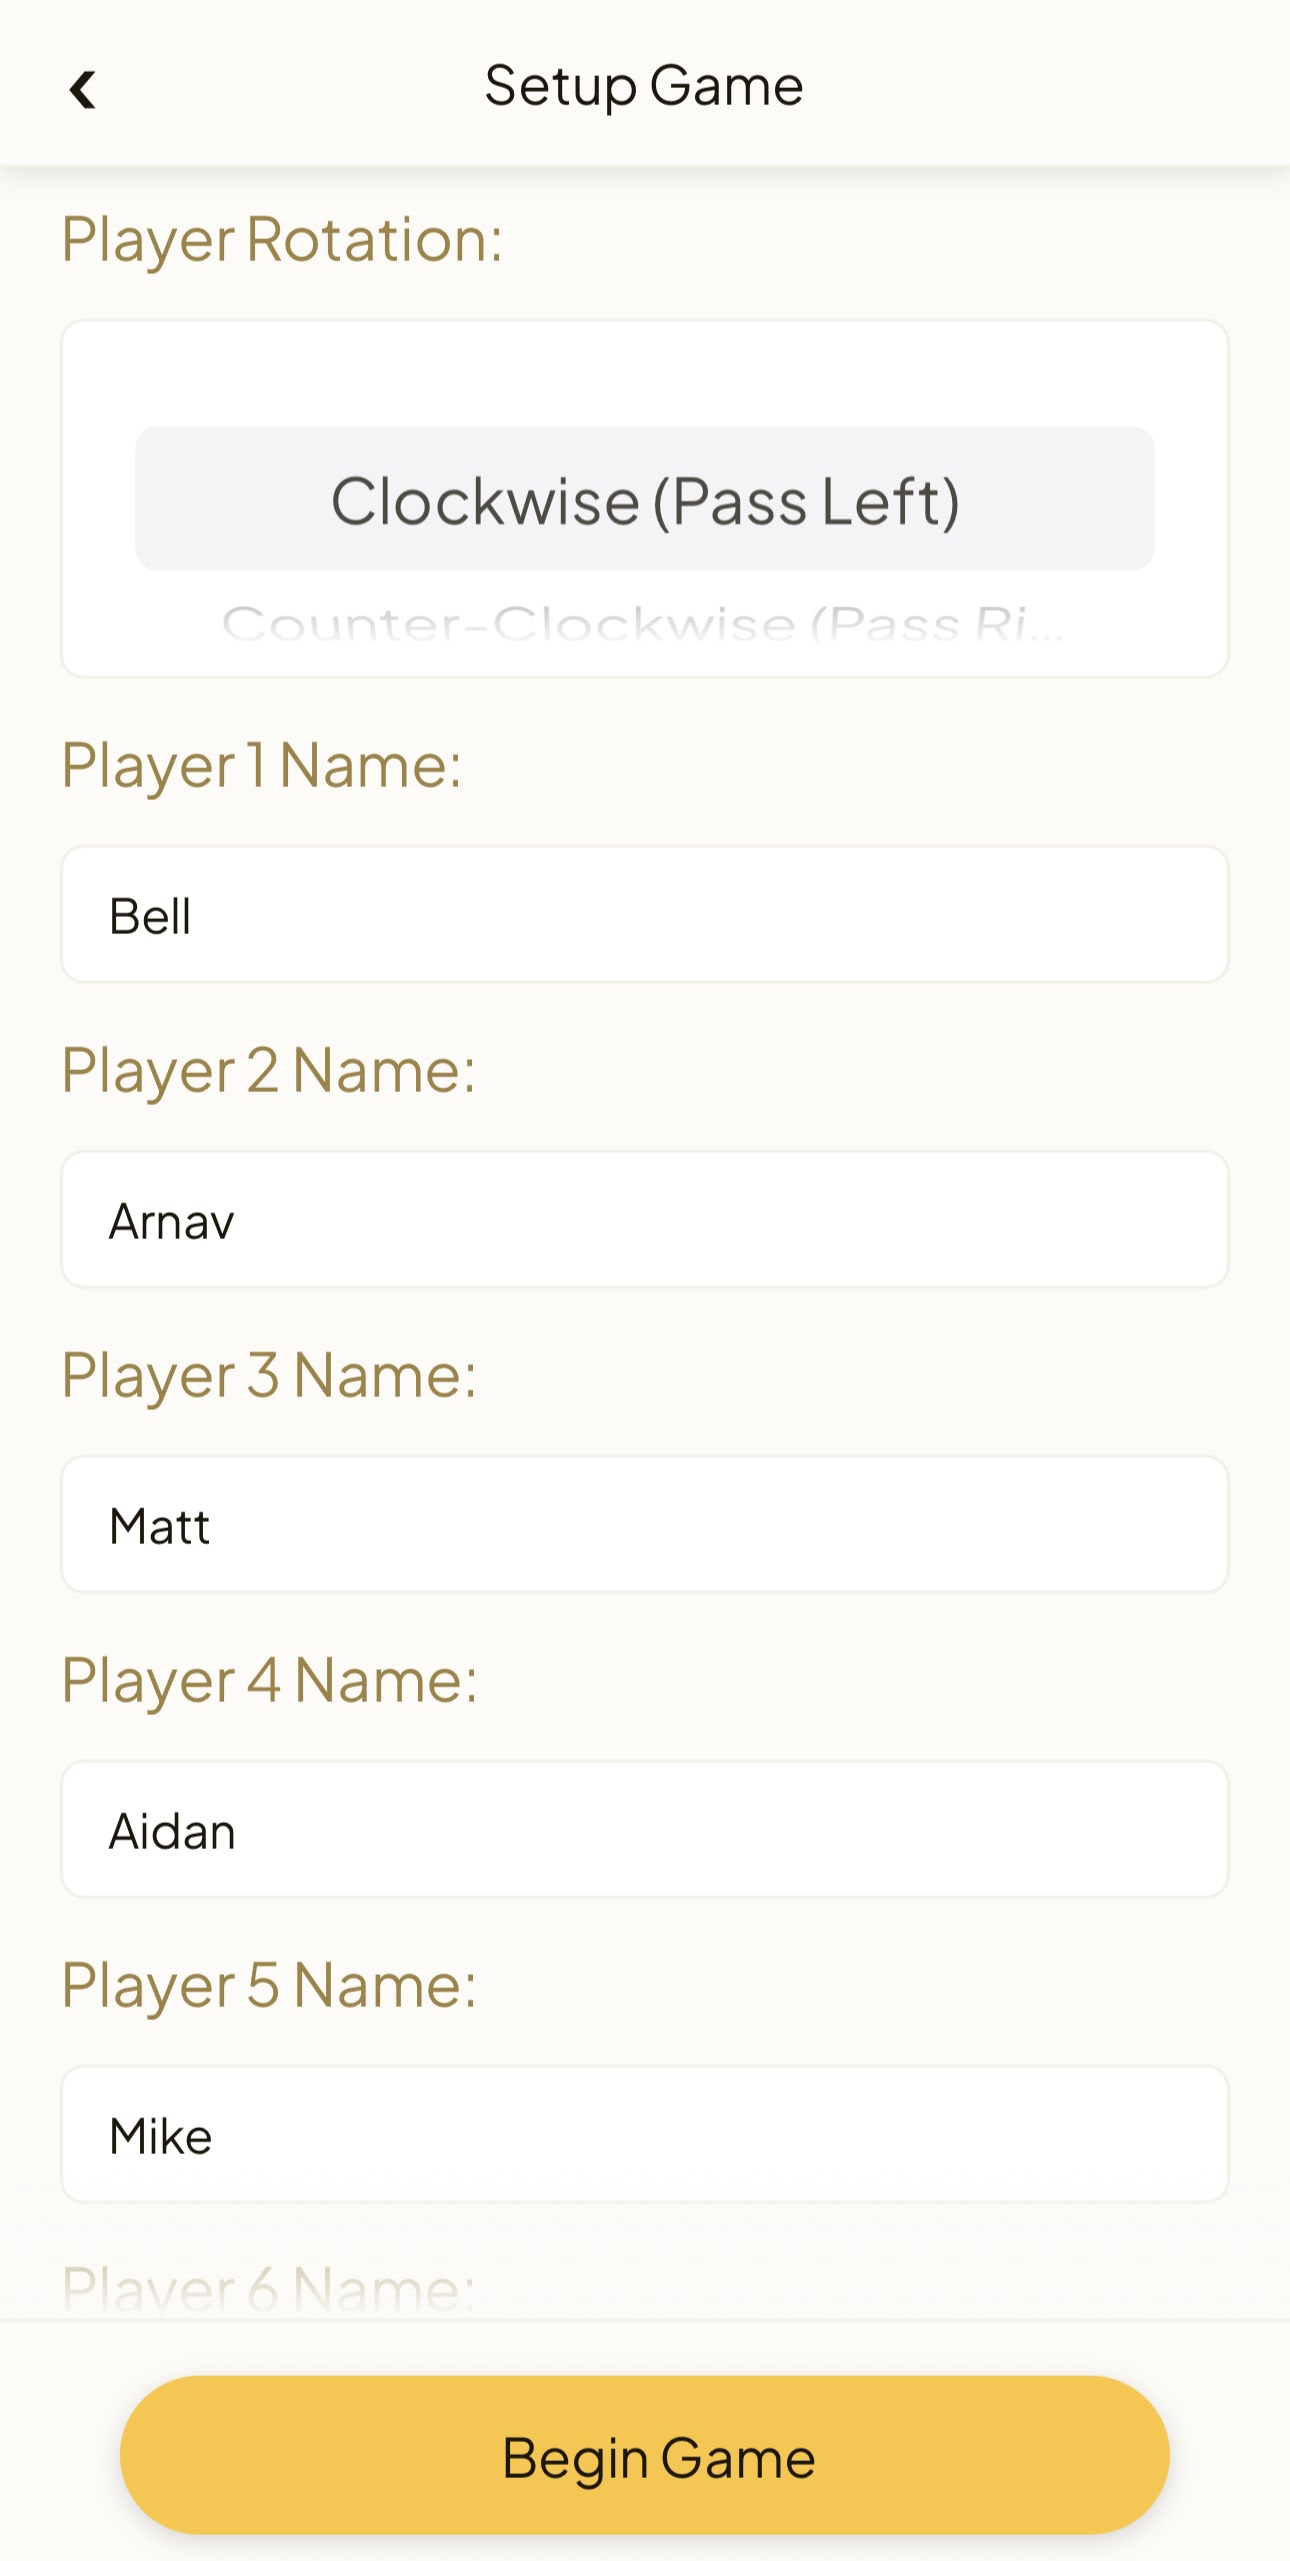 Setup Game
Player Rotation:
Clockwise (Pass Left)
Counter-Clockwise (Pass Ri...
Player 1 Name:
Bell
Player 2 Name:
Arnav
Player 3 Name:
Matt
Player 4 Name:
Aidan
Player 5 Name:
Mike
Player 6 Name:
Begin Game